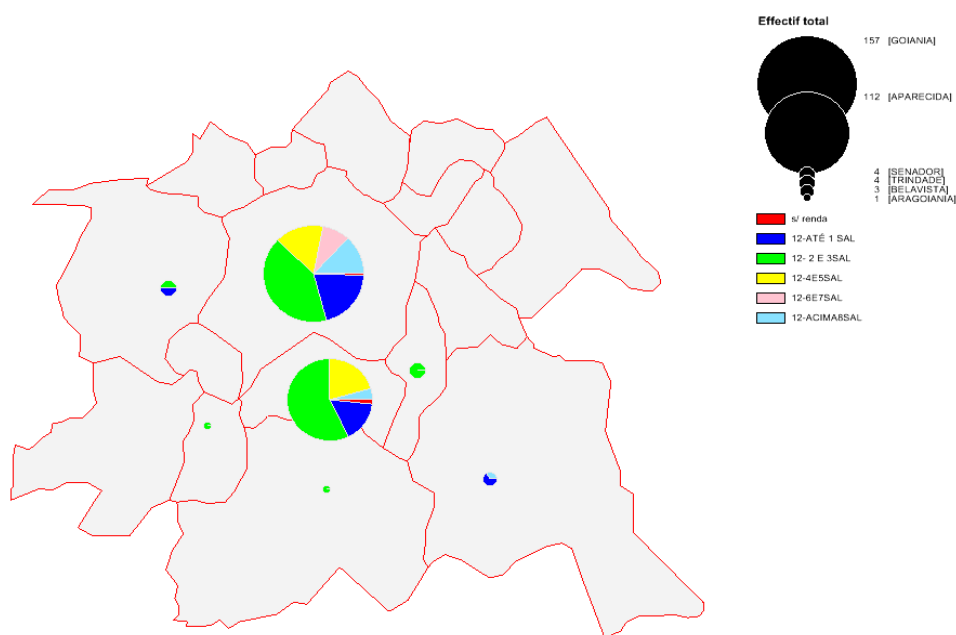 Effectif total
157 [GOIANIA]
112 [APARECIDA]
4 [SENADOR]
4 [TRINDADE]
3 [BELAVISTA]
1 [ARAGOIANIA]
s/ renda
12-ATÉ 1 SAL
12- 2 E 3SAL
12-4E5SAL
12-6E7SAL
12-ACIMA8SAL